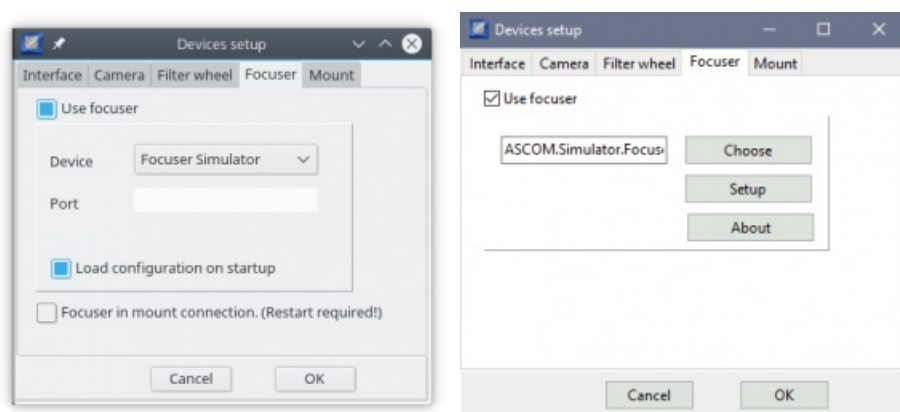 Devices setup
Interface Camera Filter wheel Focuser Mount
Use focuser
Device Focuser Simulator
Port
Load configuration on startup
Focuser in mount connection. (Restart required!)
Cancel OK
Devices setup
Interface Camera Filter wheel Focuser Mount
Use focuser
ASCOM.Simulator.Focus Choose
Setup
About
Cancel OK